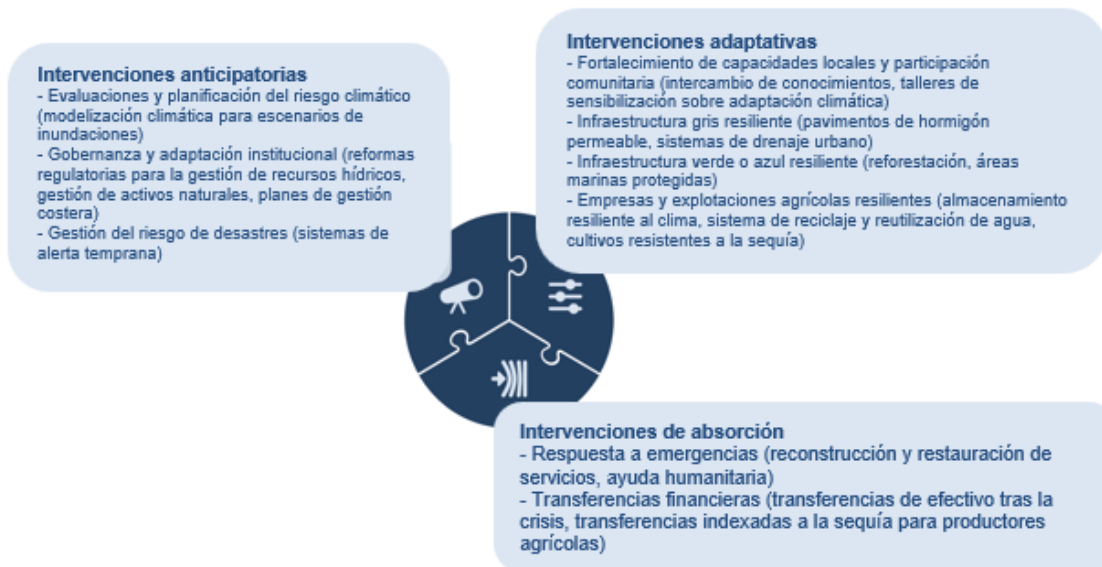 Intervenciones anticipatorias
- Evaluaciones y planificación del riesgo climático
(modelización climática para escenarios de
inundaciones)
- Gobernanza y adaptación institucional (reformas
regulatorias para la gestión de recursos hídricos,
gestión de activos naturales, planes de gestión
costera)
- Gestión del riesgo de desastres (sistemas de
alerta temprana)
Intervenciones adaptativas
- Fortalecimiento de capacidades locales y participación
comunitaria (intercambio de conocimientos, talleres de
sensibilización sobre adaptación climática)
- Infraestructura gris resiliente (pavimentos de hormigón
permeable, sistemas de drenaje urbano)
- Infraestructura verde o azul resiliente (reforestación, áreas
marinas protegidas)
- Empresas y explotaciones agrícolas resilientes (almacenamiento
resiliente al clima, sistema de reciclaje y reutilización de agua,
cultivos resistentes a la sequía)
Intervenciones de absorción
- Respuesta a emergencias (reconstrucción y restauración de
servicios, ayuda humanitaria)
- Transferencias financieras (transferencias de efectivo tras la
crisis, transferencias indexadas a la sequía para productores
agrícolas)